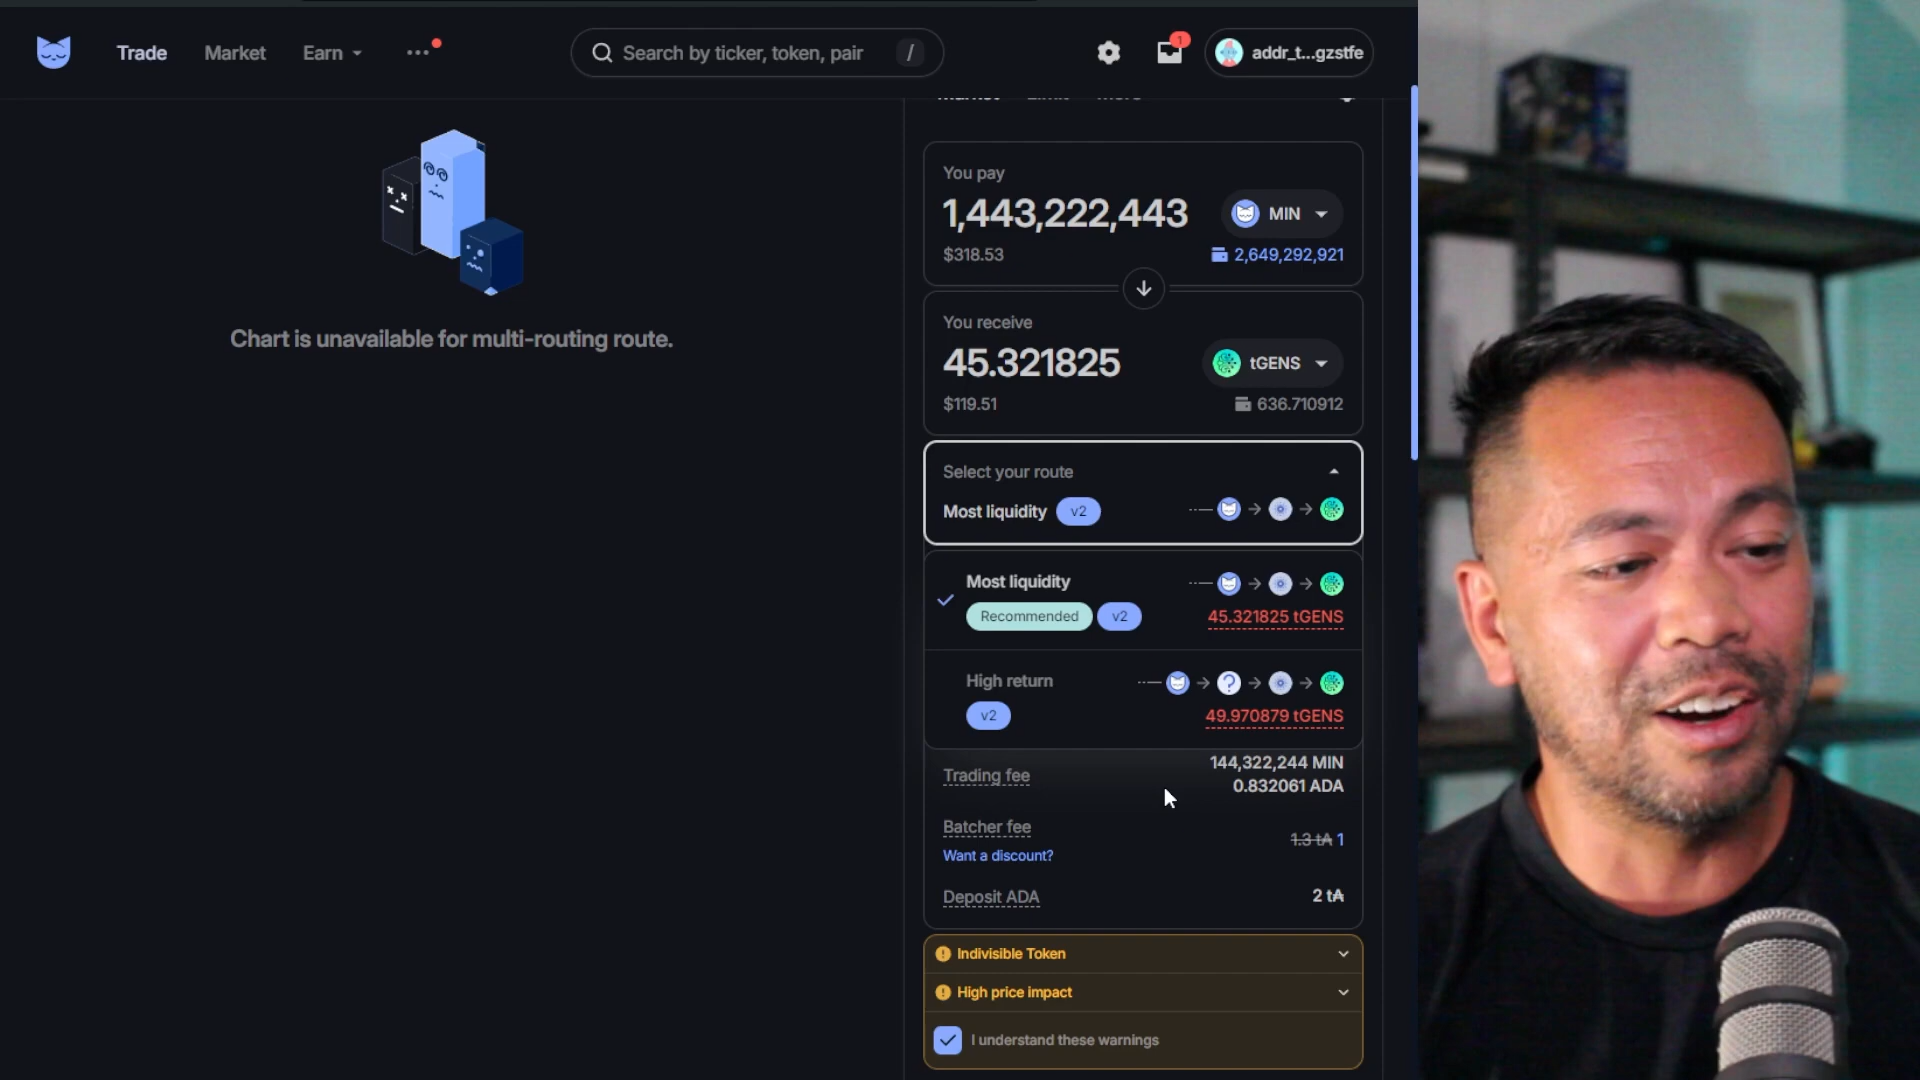 Trade
Market
Earn
Search by ticker, token, pair
/
1
addr_t...gzstfe
Market Limit More
Chart is unavailable for multi-routing route.
You pay
1,443,222,443
MIN
$318.53
2,649,292,921
You receive
45.321825
tGENS
$119.51
636.710912
Select your route
Most liquidity v2
Most liquidity
Recommended v2
45.321825 tGENS
High return
v2
?
49.970879 tGENS
Trading fee
144,322,244 MIN
0.832061 ADA
Batcher fee
1.3 t₳ 1
Want a discount?
Deposit ADA
2 t₳
Indivisible Token
High price impact
I understand these warnings